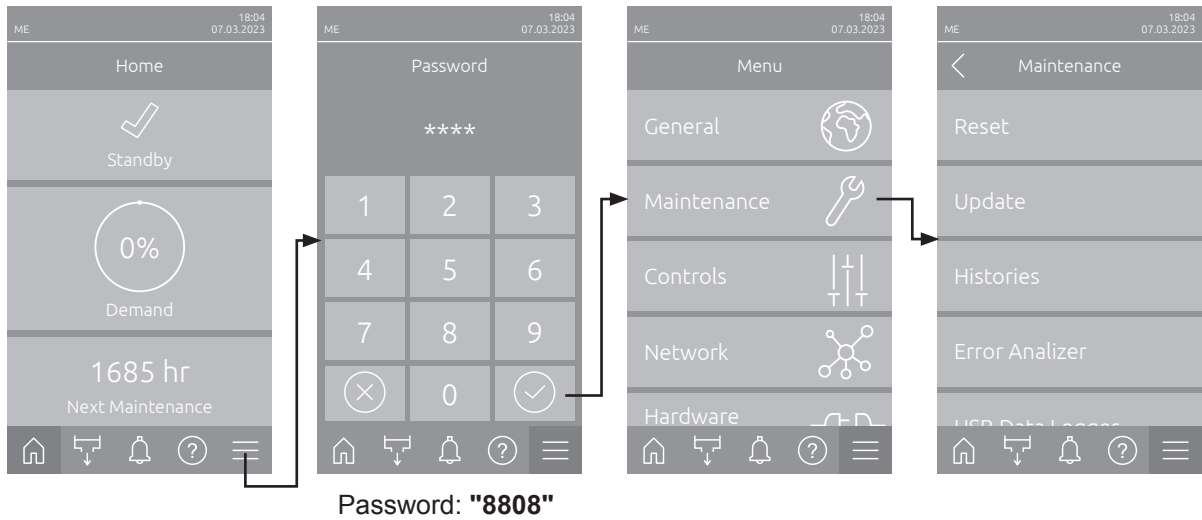 18:04
ME 07.03.2023
Home
Standby
0%
Demand
1685 hr
Next Maintenance
?
18:04
ME 07.03.2023
Password
****
1 2 3
4 5 6
7 8 9
0
?
Password: "8808"
18:04
ME 07.03.2023
Menu
General
Maintenance
Controls
Network
Hardware
?
18:04
ME 07.03.2023
Maintenance
Reset
Update
Histories
Error Analizer
USB Data Logger
?